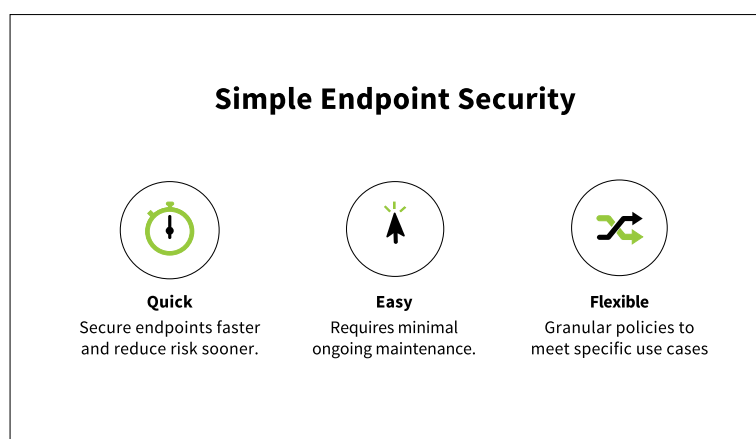 Simple Endpoint Security
Quick
Secure endpoints faster
and reduce risk sooner.
Easy
Requires minimal
ongoing maintenance.
Flexible
Granular policies to
meet specific use cases